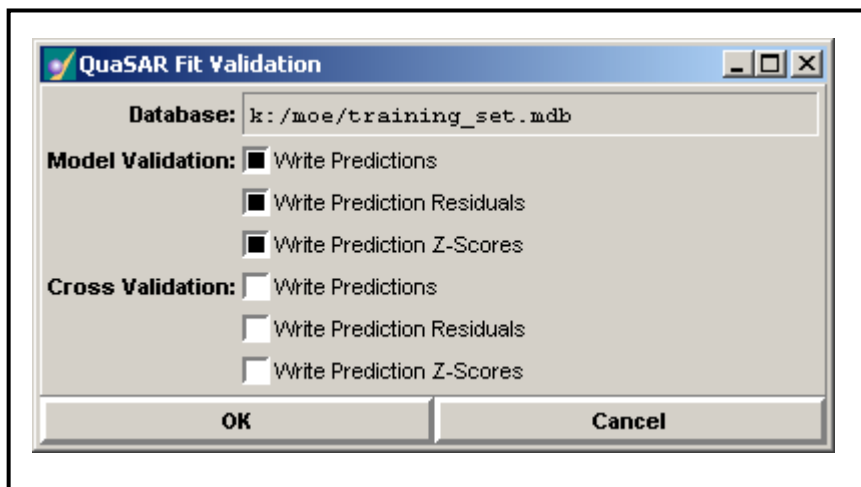 QuaSAR Fit Validation
Database: k:/moe/training_set.mdb
Model Validation: Write Predictions
Write Prediction Residuals
Write Prediction Z-Scores
Cross Validation: Write Predictions
Write Prediction Residuals
Write Prediction Z-Scores
OK Cancel